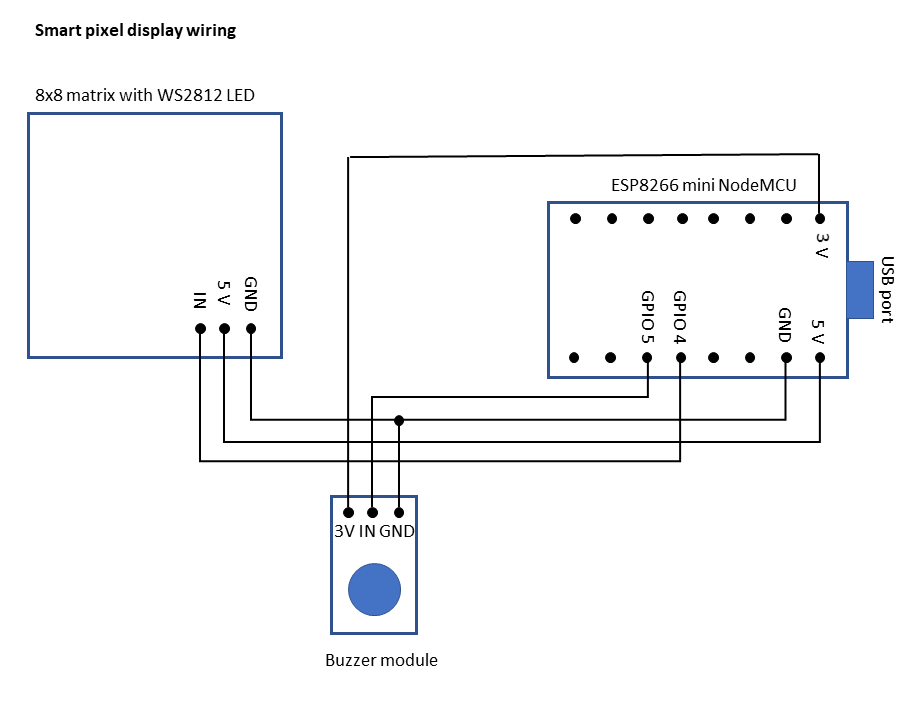 Smart pixel display wiring
8x8 matrix with WS2812 LED
IN
5 V
GND
ESP8266 mini NodeMCU
3 V
USB port
GPIO 5
GPIO 4
GND
5 V
3V IN GND
Buzzer module